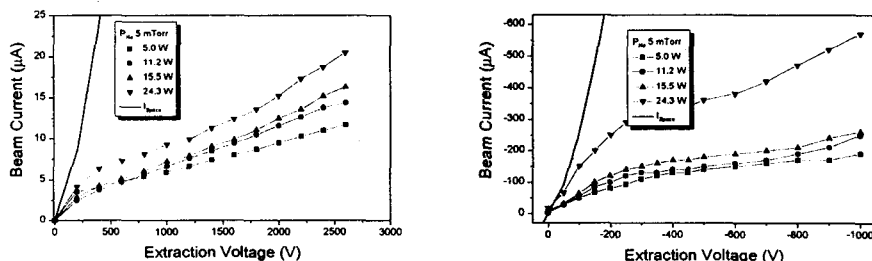 25
20
15
10
5
0
Beam Current (μA)
P_He 5 mTorr
5.0 W
11.2 W
15.5 W
24.3 W
I_Space
0 500 1000 1500 2000 2500 3000
Extraction Voltage (V)
-600
-500
-400
-300
-200
-100
0
Beam Current (μA)
P_He 5 mTorr
5.0 W
11.2 W
15.5 W
24.3 W
I_Space
0 -200 -400 -600 -800 -1000
Extraction Voltage (V)